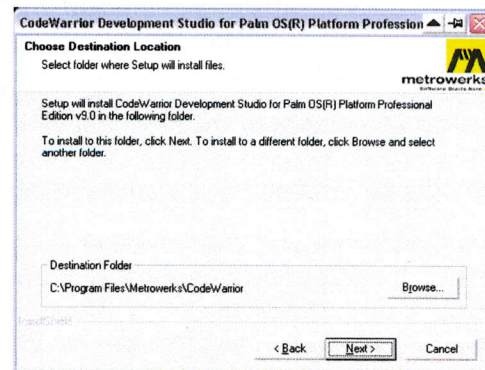 CodeWarrior Development Studio for Palm OS(R) Platform Profession
Choose Destination Location
Select folder where Setup will install files.
metrowerks
Software Starts Here
Setup will install CodeWarrior Development Studio for Palm OS(R) Platform Professional
Edition v9.0 in the following folder.
To install to this folder, click Next. To install to a different folder, click Browse and select
another folder.
Destination Folder
C:\Program Files\Metrowerks\CodeWarrior
Browse...
InstallShield
< Back
Next >
Cancel